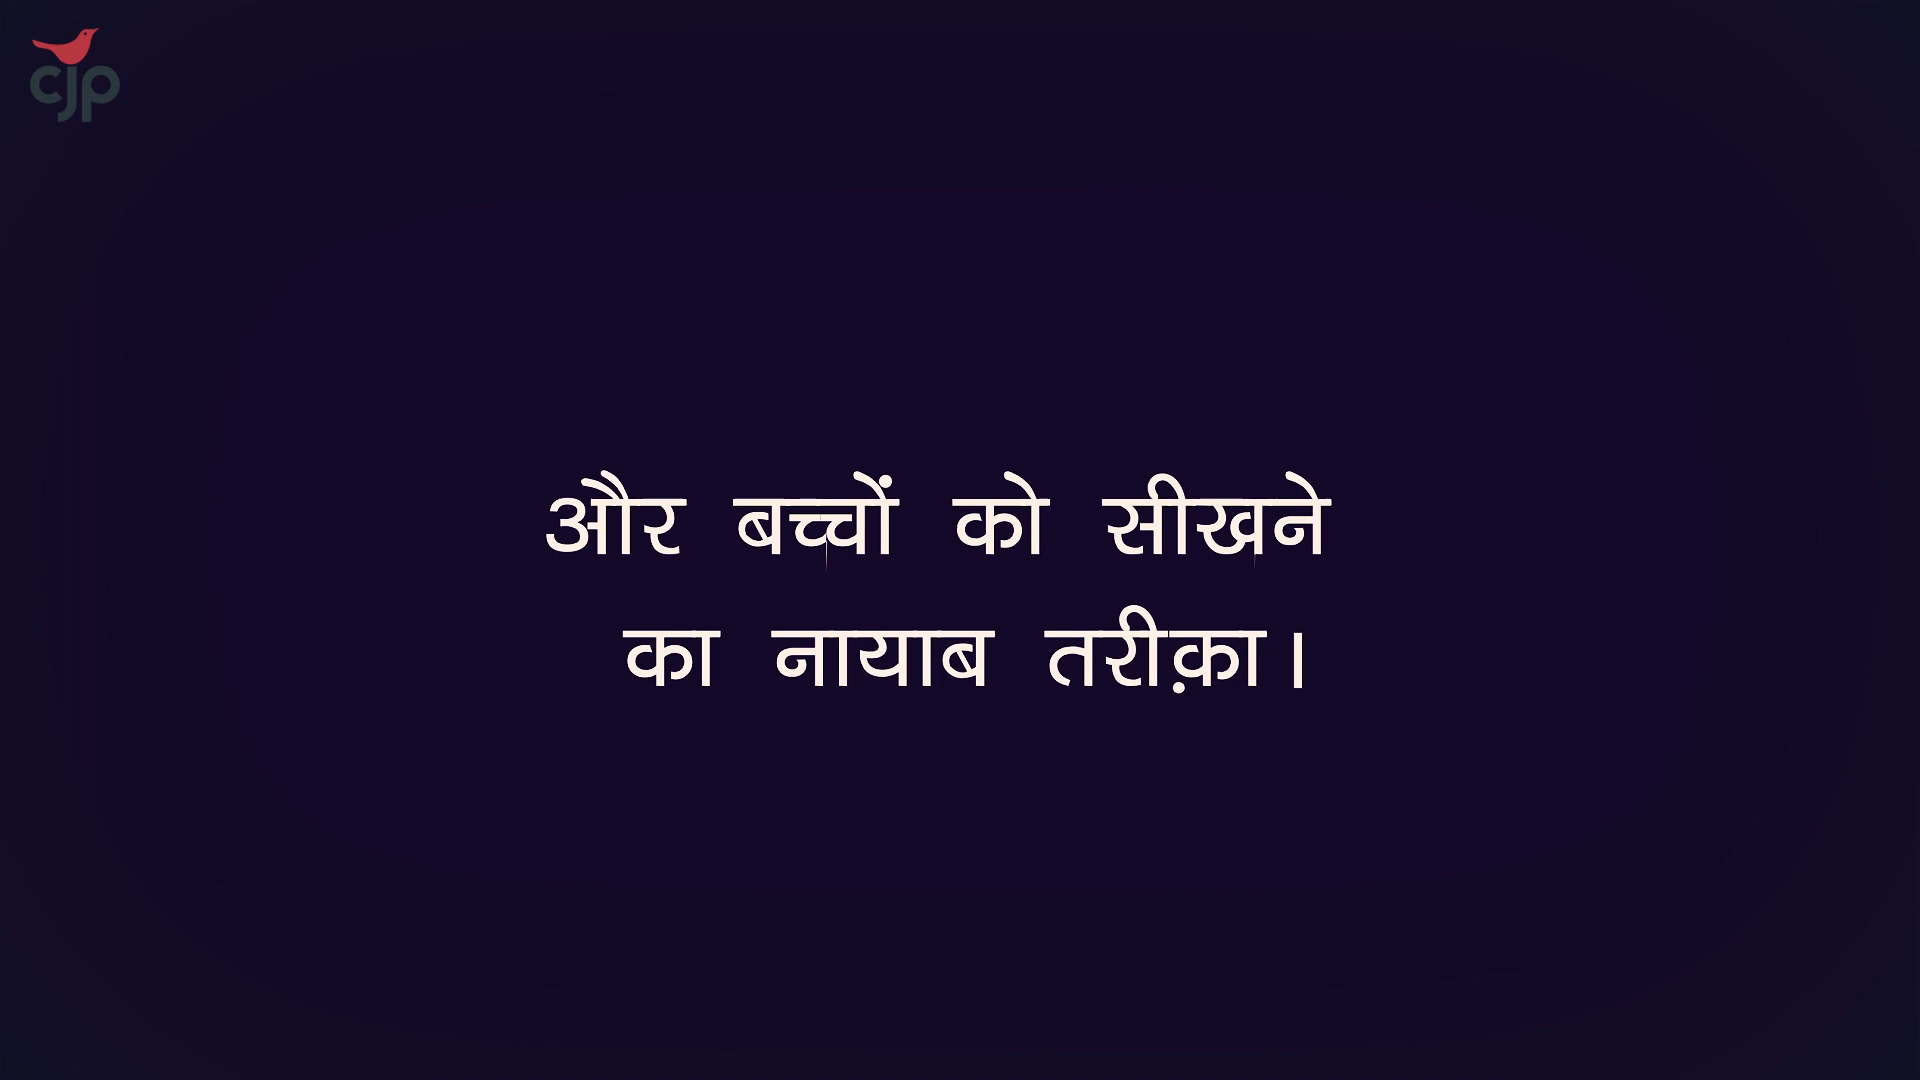 cjp
और बच्चों को सीखने
का नायाब तरीक़ा।